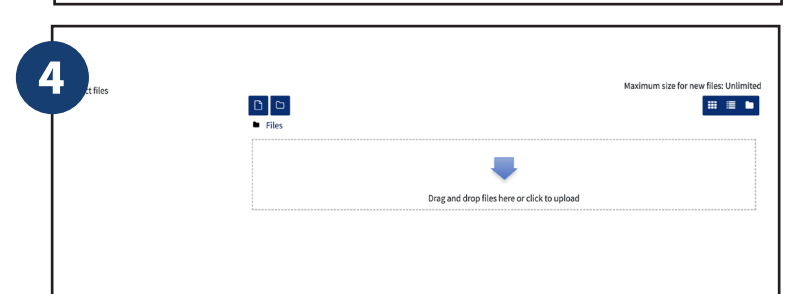 4
ct files
Maximum size for new files: Unlimited
Files
Drag and drop files here or click to upload